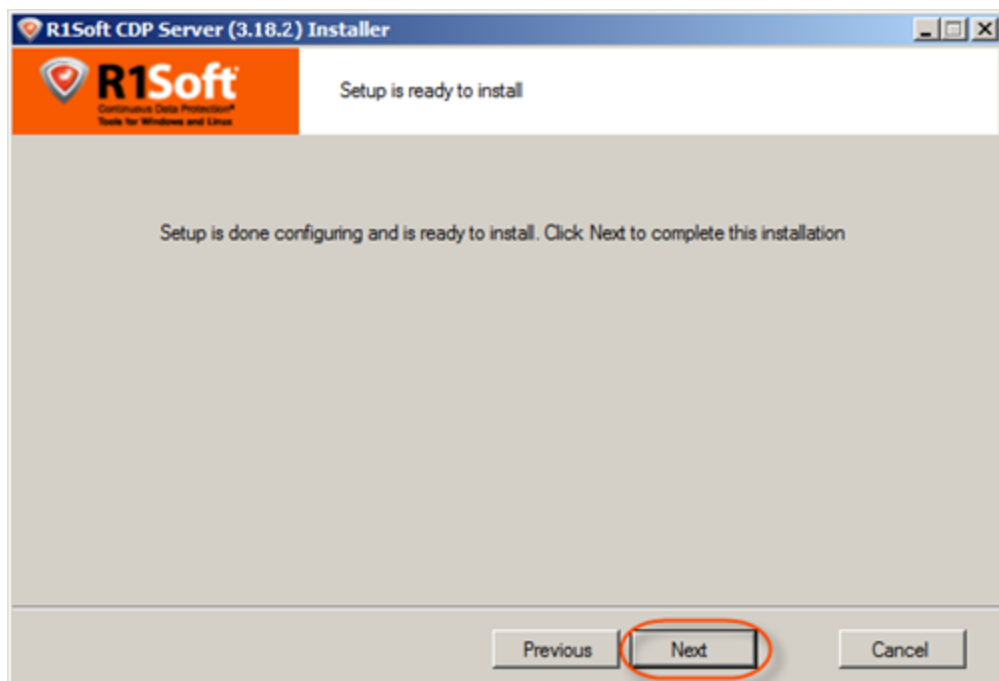 R1Soft CDP Server (3.18.2) Installer
R1Soft
Continuous Data Protection®
Tools for Windows and Linux
Setup is ready to install
Setup is done configuring and is ready to install. Click Next to complete this installation
Previous Next Cancel